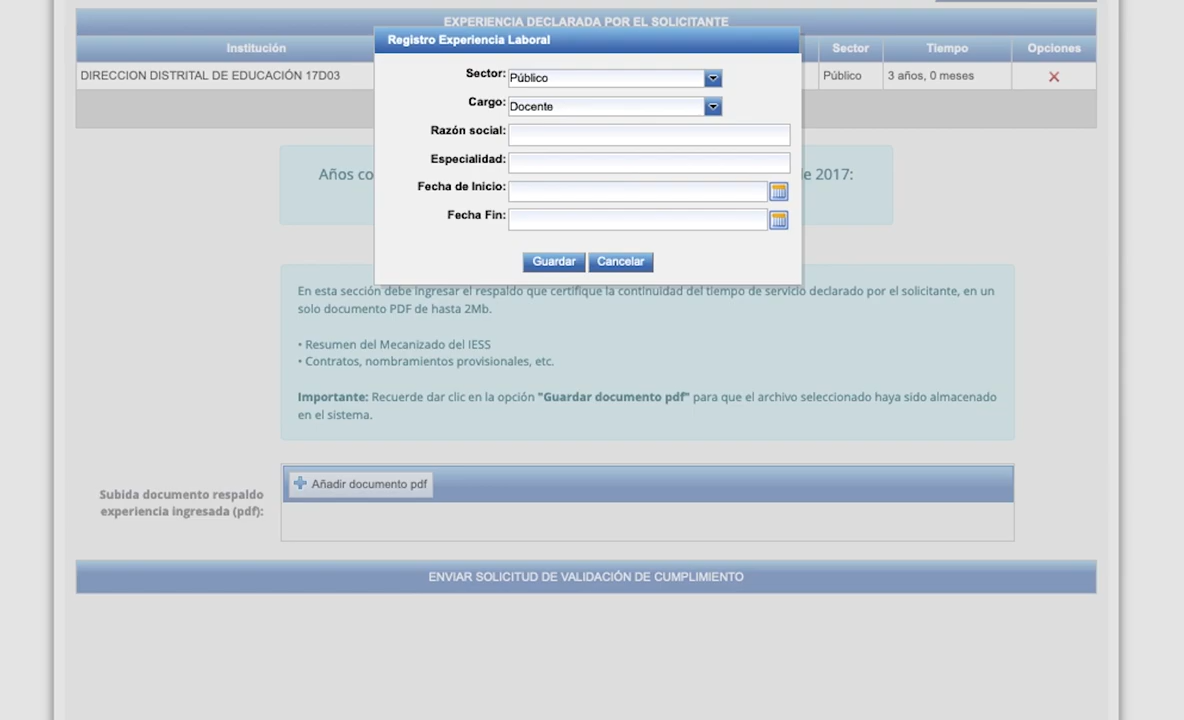 EXPERIENCIA DECLARADA POR EL SOLICITANTE
Registro Experiencia Laboral
Institución
Sector
Tiempo
Opciones
DIRECCION DISTRITAL DE EDUCACIÓN 17D03
Público
3 años, 0 meses
Sector:
Público
Cargo:
Docente
Razón social:
Especialidad:
Fecha de Inicio:
Fecha Fin:
Guardar
Cancelar
Años co
e 2017:
En esta sección debe ingresar el respaldo que certifique la continuidad del tiempo de servicio declarado por el solicitante, en un
solo documento PDF de hasta 2Mb.
• Resumen del Mecanizado del IESS
• Contratos, nombramientos provisionales, etc.
Importante: Recuerde dar clic en la opción "Guardar documento pdf" para que el archivo seleccionado haya sido almacenado
en el sistema.
Añadir documento pdf
Subida documento respaldo
experiencia ingresada (pdf):
ENVIAR SOLICITUD DE VALIDACIÓN DE CUMPLIMIENTO